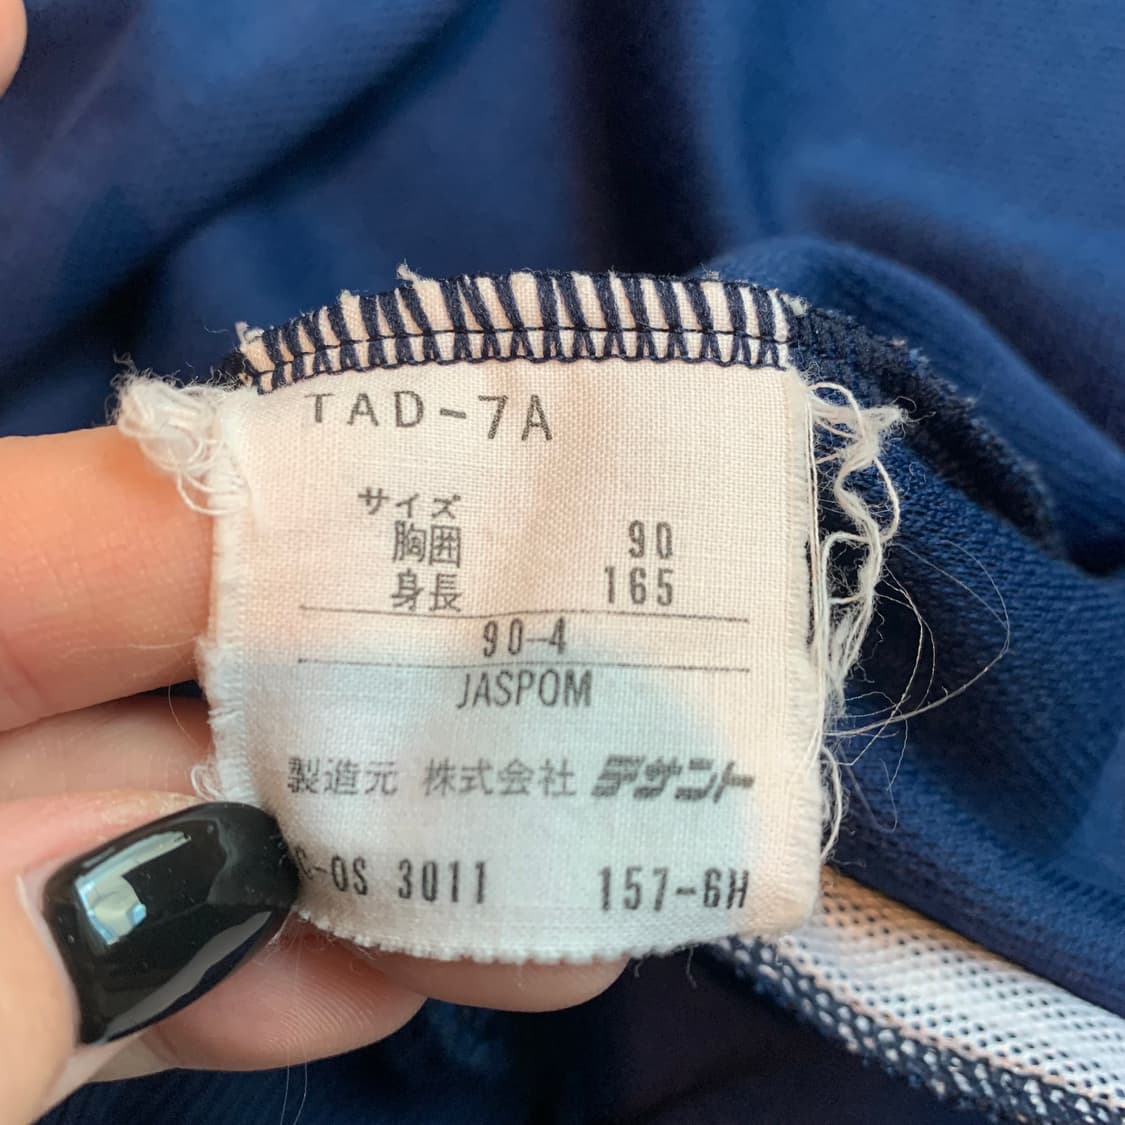 TAD-7A
サイズ
胸囲 90
身長 165
90-4
JASPOM
製造元 株式会社 デサント
C-OS 3011 157-6H